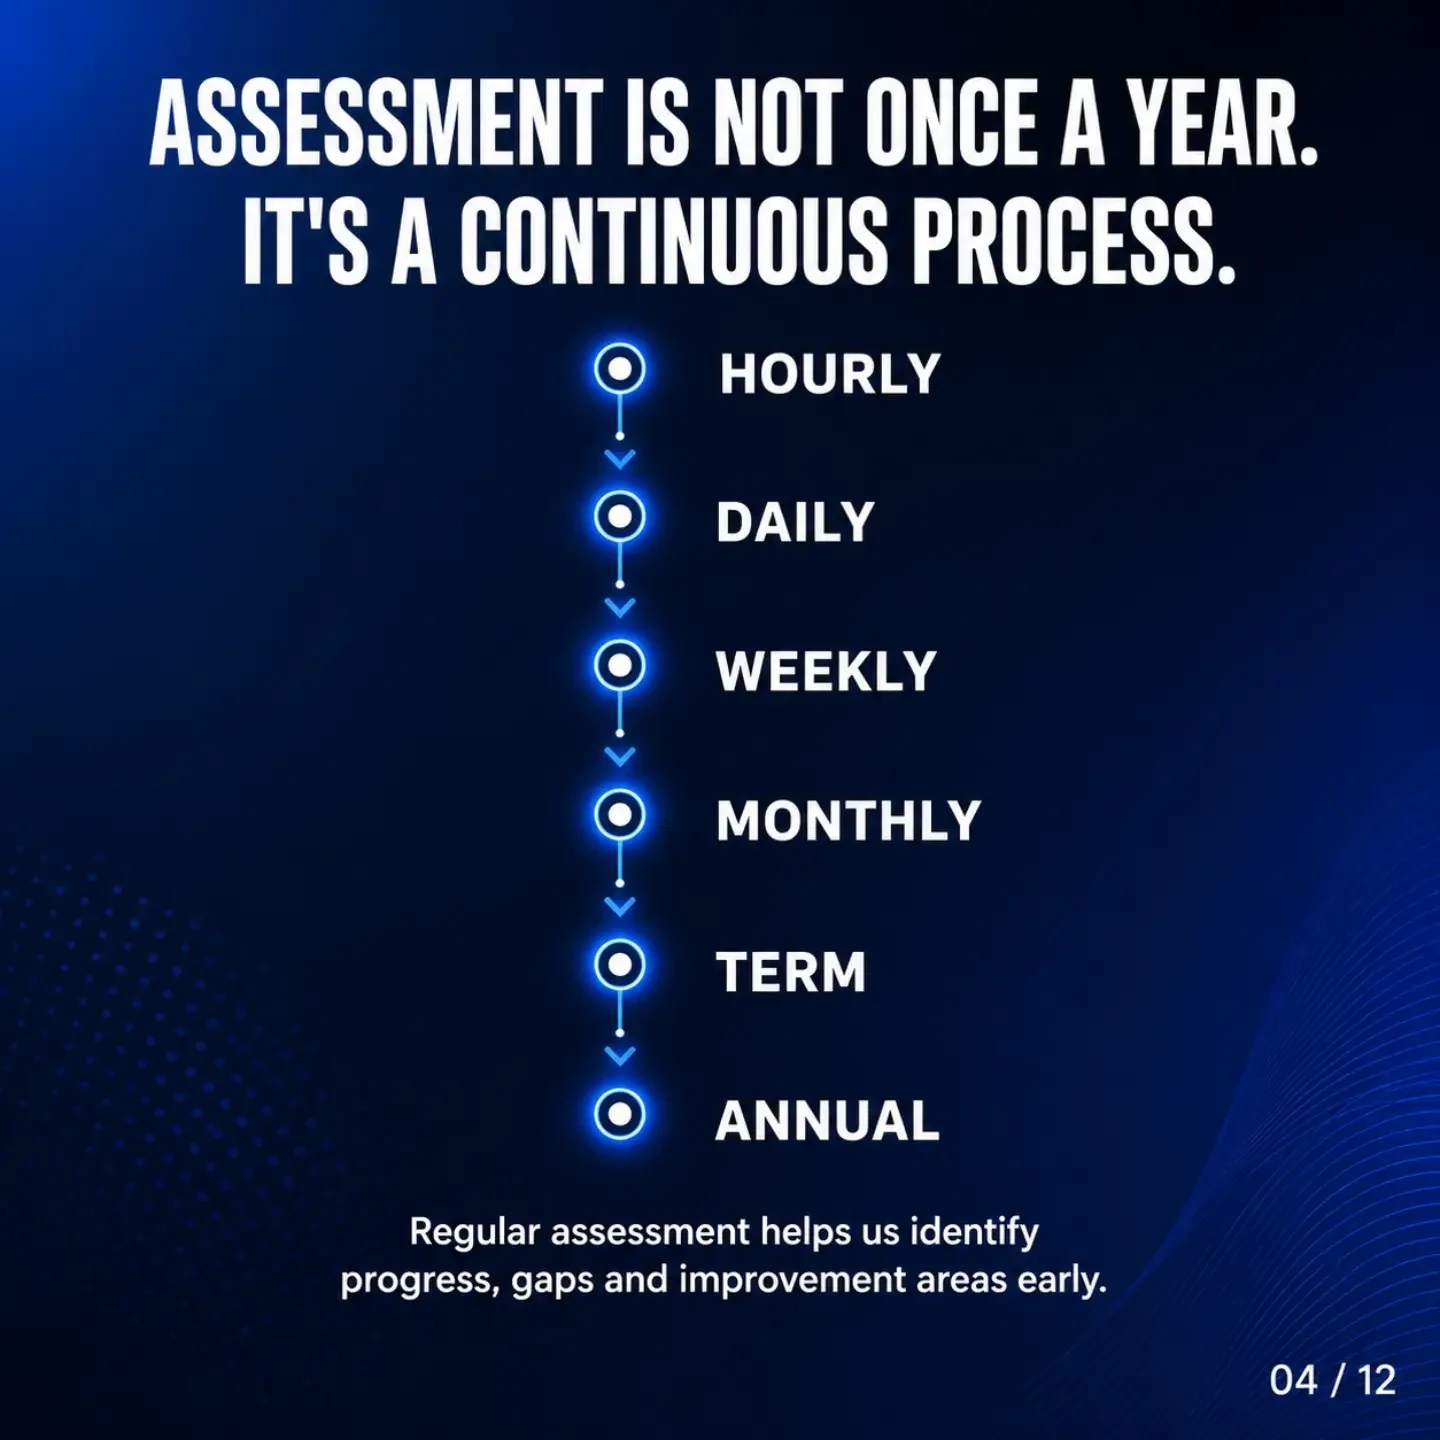 ASSESSMENT IS NOT ONCE A YEAR.
IT'S A CONTINUOUS PROCESS.
HOURLY
DAILY
WEEKLY
MONTHLY
TERM
ANNUAL
Regular assessment helps us identify
progress, gaps and improvement areas early.
04 / 12